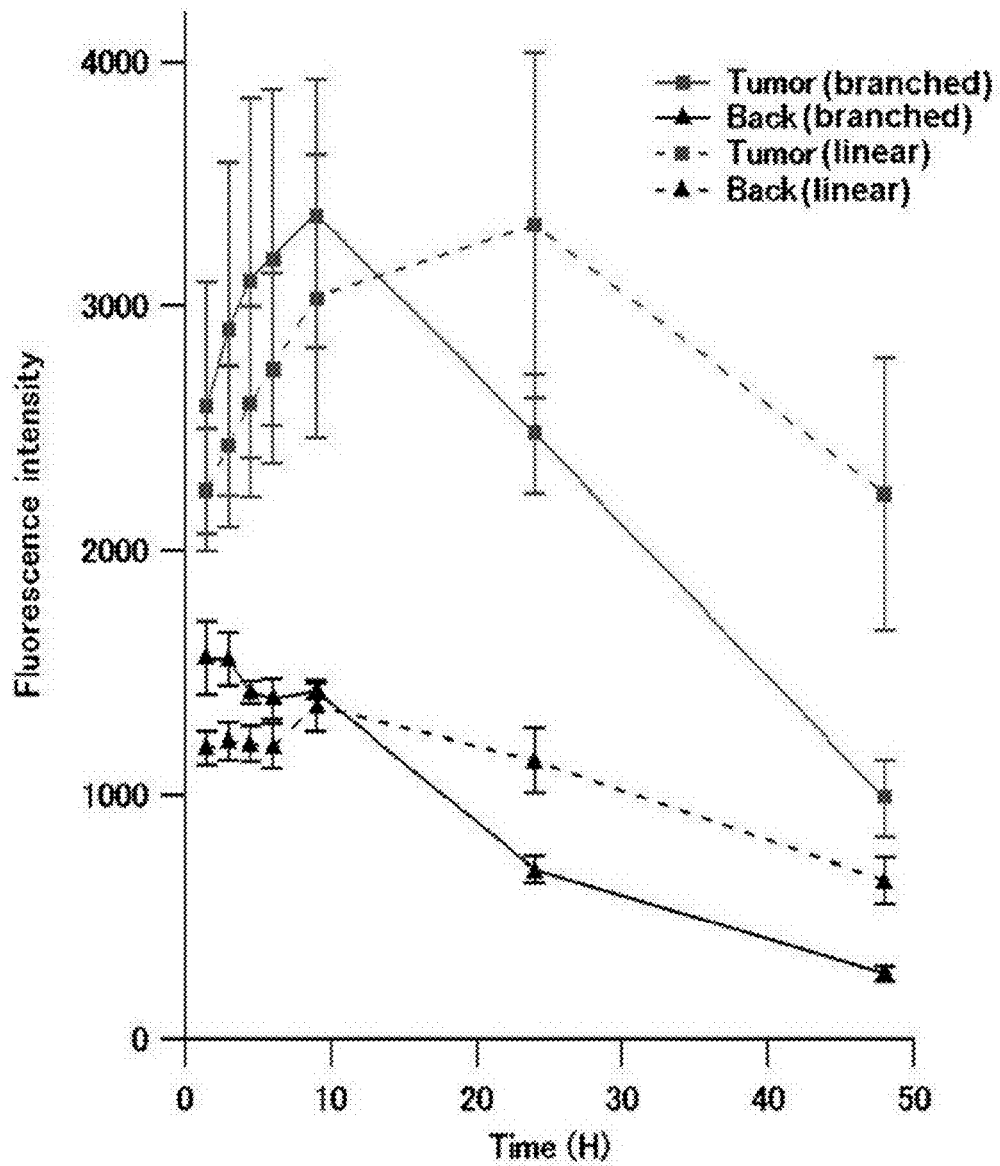 4000
3000
2000
1000
0
Fluorescence intensity
Tumor (branched)
Back (branched)
Tumor (linear)
Back (linear)
0 10 20 30 40 50
Time (H)